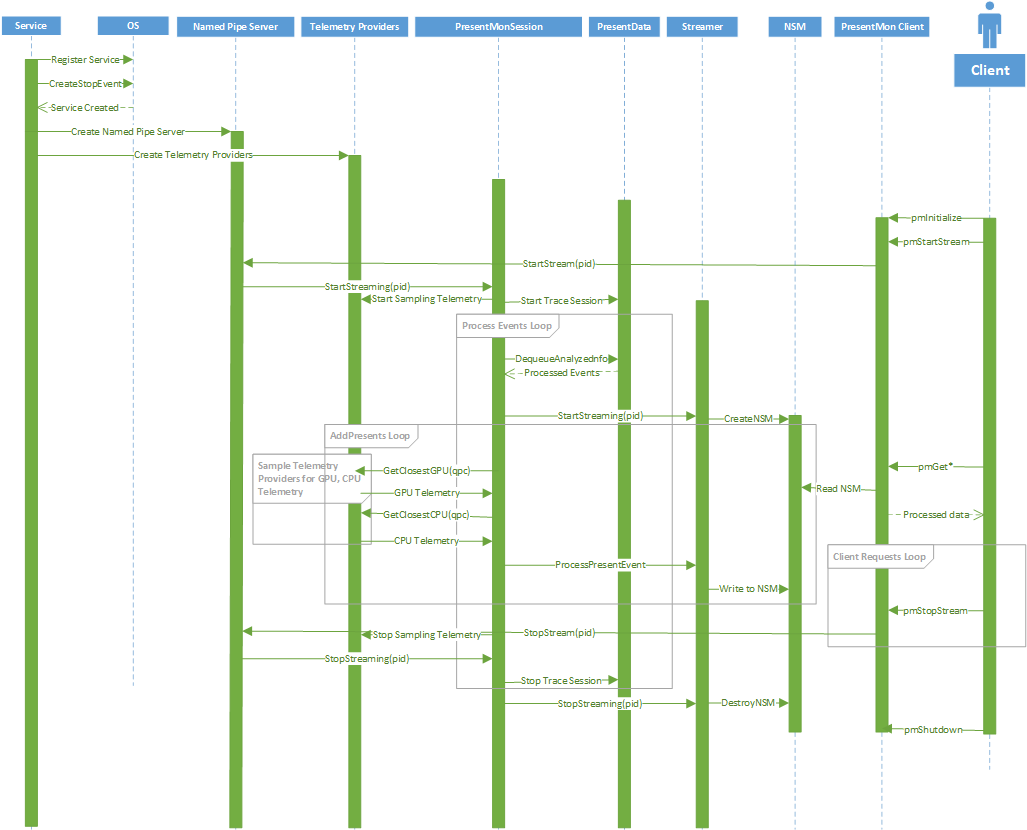 Service
OS
Named Pipe Server
Telemetry Providers
PresentMonSession
PresentData
Streamer
NSM
PresentMon Client
Client
Register Service
CreateStopEvent
Service Created
Create Named Pipe Server
Create Telemetry Providers
pmInitialize
pmStartStream
StartStream(pid)
StartStreaming(pid)
Start Sampling Telemetry
Start Trace Session
Process Events Loop
DequeueAnalyzednfo
Processed Events
StartStreaming(pid)
CreateNSM
AddPresents Loop
Sample Telemetry
Providers for GPU, CPU
Telemetry
GetClosestGPU(qpc)
pmGet*
GPU Telemetry
Read NSM
GetClosestCPU(qpc)
Processed data
CPU Telemetry
Client Requests Loop
ProcessPresentEvent
Write to NSM
pmStopStream
StopStream(pid)
Stop Sampling Telemetry
StopStreaming(pid)
Stop Trace Session
StopStreaming(pid)
DestroyNSM
pmShutdown